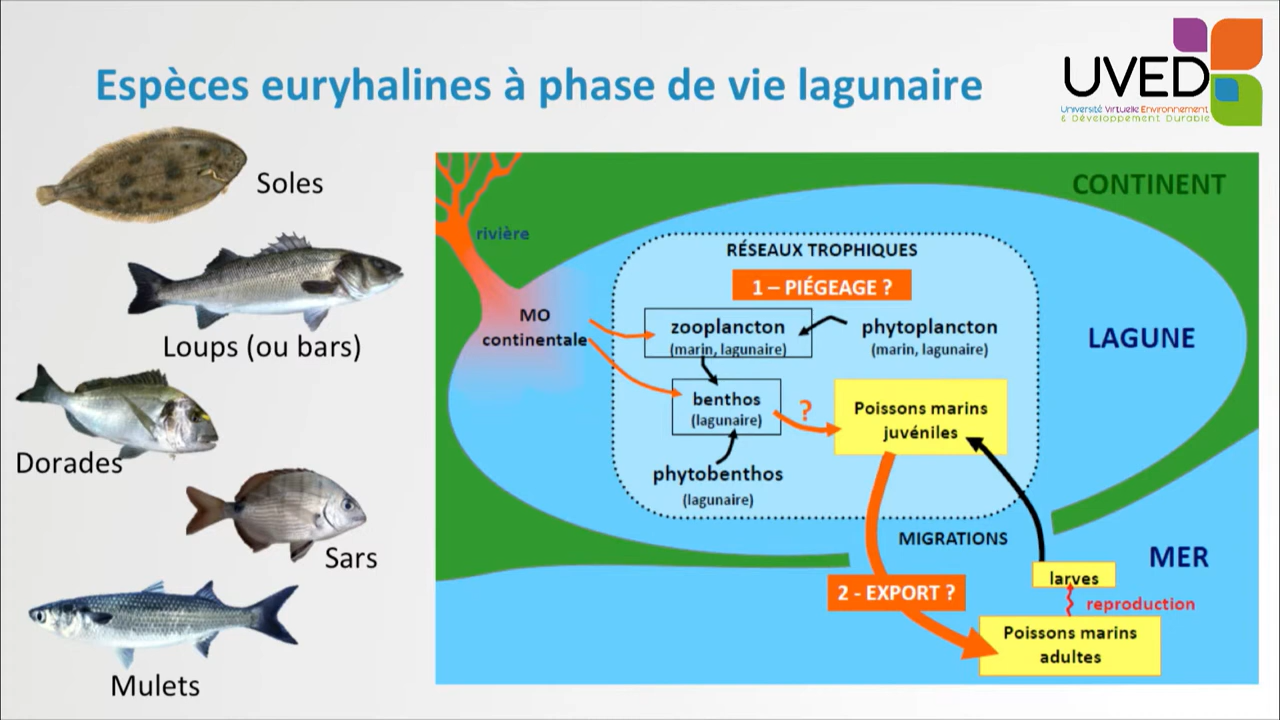 Espèces euryhalines à phase de vie lagunaire
UVED
Université Virtuelle Environnement
& Développement Durable
Soles
Loups (ou bars)
Dorades
Sars
Mulets
CONTINENT
rivière
RÉSEAUX TROPHIQUES
1 – PIÉGEAGE ?
MO
continentale
zooplancton
(marin, lagunaire)
phytoplancton
(marin, lagunaire)
LAGUNE
benthos
(lagunaire)
?
Poissons marins
juvéniles
phytobenthos
(lagunaire)
MIGRATIONS
MER
2 - EXPORT ?
larves
reproduction
Poissons marins
adultes